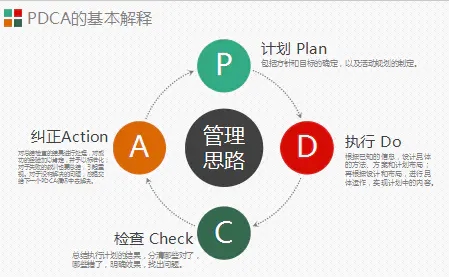 PDCA的基本解释
P
计划 Plan
包括方针和目标的确定，以及活动规划的制定。
管理
思路
D
执行 Do
根据已知的信息，设计具体
的方法、方案和计划布局；
再根据设计和布局，进行具
体运作，实现计划中的内容。
C
检查 Check
总结执行计划的结果，分清哪些对了，
哪些错了，明确效果，找出问题。
A
纠正Action
对总结检查的结果进行处理，对成
功的经验加以肯定，并予以标准化；
对于失败的教训也要总结，引起重
视。对于没有解决的问题，应提交
给下一个PDCA循环中去解决。